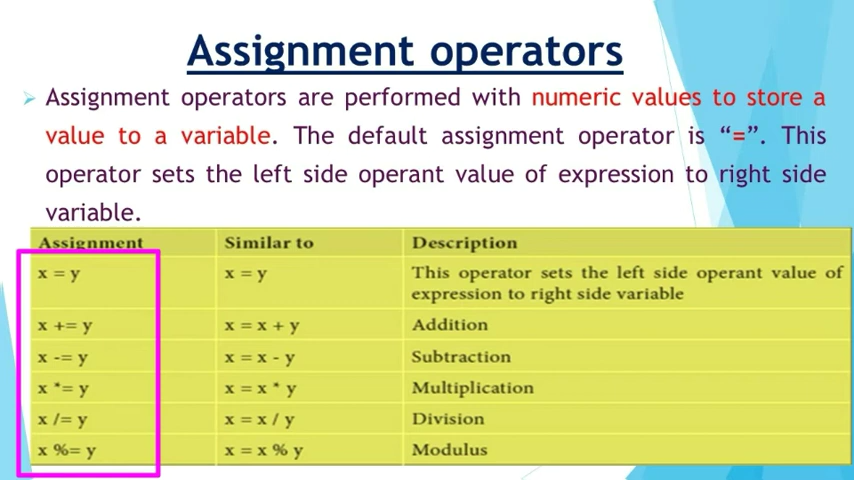 Assignment operators
Assignment operators are performed with numeric values to store a
value to a variable. The default assignment operator is “=”. This
operator sets the left side operant value of expression to right side
variable.
Assignment Similar to Description
x = y x = y This operator sets the left side operant value of
expression to right side variable
x += y x = x + y Addition
x -= y x = x - y Subtraction
x *= y x = x * y Multiplication
x /= y x = x / y Division
x %= y x = x % y Modulus